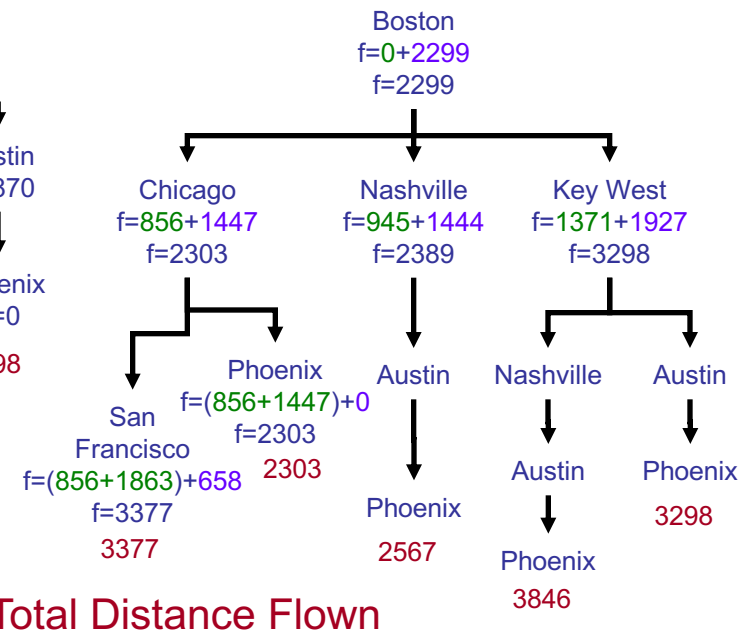 Boston
f=0+2299
f=2299
Chicago
f=856+1447
f=2303
Nashville
f=945+1444
f=2389
Key West
f=1371+1927
f=3298
San
Francisco
f=(856+1863)+658
f=3377
3377
Phoenix
f=(856+1447)+0
f=2303
2303
Austin
Phoenix
2567
Nashville
Austin
Phoenix
3846
Austin
Phoenix
3298
Total Distance Flown